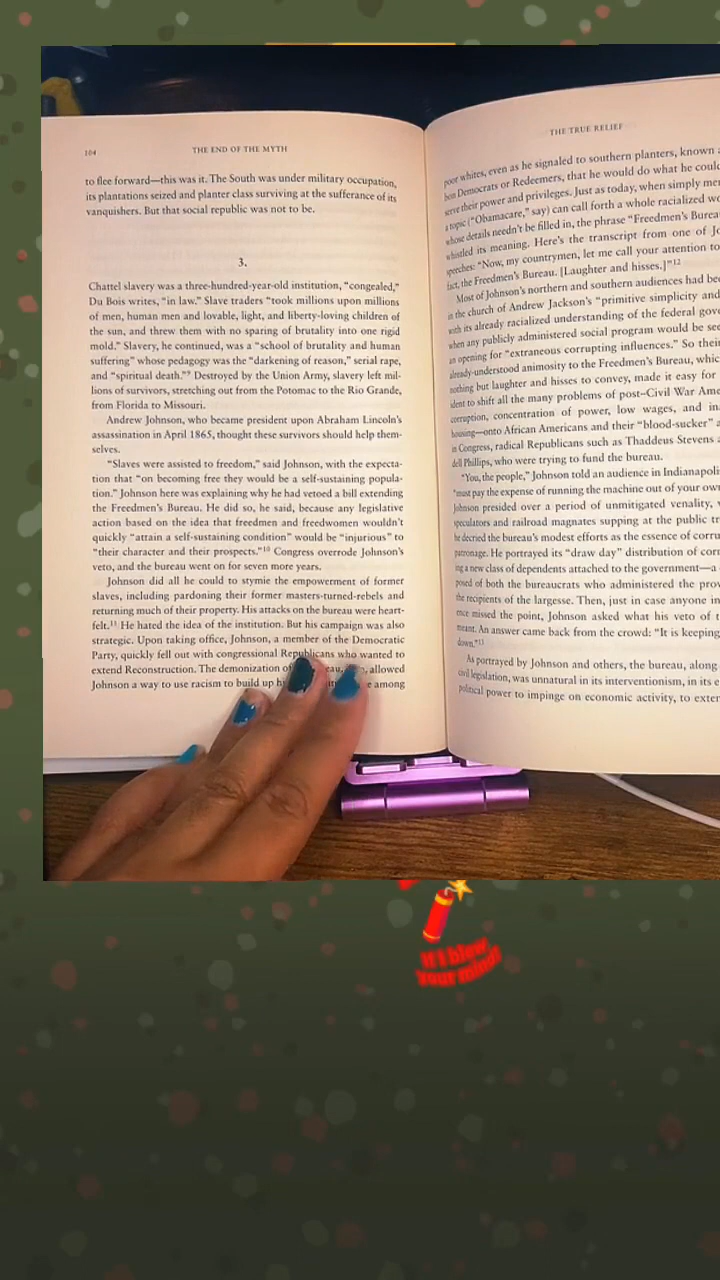 104
THE END OF THE MYTH
to flee forward—this was it. The South was under military occupation,
its plantations seized and planter class surviving at the sufferance of its
vanquishers. But that social republic was not to be.
3.
Chattel slavery was a three-hundred-year-old institution, “congealed,”
Du Bois writes, “in law.” Slave traders “took millions upon millions
of men, human men and lovable, light, and liberty-loving children of
the sun, and threw them with no sparing of brutality into one rigid
mold.” Slavery, he continued, was a “school of brutality and human
suffering” whose pedagogy was the “darkening of reason,” serial rape,
and “spiritual death.”⁹ Destroyed by the Union Army, slavery left mil-
lions of survivors, stretching out from the Potomac to the Rio Grande,
from Florida to Missouri.
Andrew Johnson, who became president upon Abraham Lincoln’s
assassination in April 1865, thought these survivors should help them-
selves.
“Slaves were assisted to freedom,” said Johnson, with the expecta-
tion that “on becoming free they would be a self-sustaining popula-
tion.” Johnson here was explaining why he had vetoed a bill extending
the Freedmen’s Bureau. He did so, he said, because any legislative
action based on the idea that freedmen and freedwomen wouldn’t
quickly “attain a self-sustaining condition” would be “injurious” to
“their character and their prospects.”¹⁰ Congress overrode Johnson’s
veto, and the bureau went on for seven more years.
Johnson did all he could to stymie the empowerment of former
slaves, including pardoning their former masters-turned-rebels and
returning much of their property. His attacks on the bureau were heart-
felt.¹¹ He hated the idea of the institution. But his campaign was also
strategic. Upon taking office, Johnson, a member of the Democratic
Party, quickly fell out with congressional Republicans who wanted to
extend Reconstruction. The demonization of allowed
Johnson a way to use racism to build up among
THE TRUE RELIEF
poor whites, even as he signaled to southern planters, known
Democrats or Redeemers, that he would do what he
serve their power and privileges. Just as today, when simply
a topic (“Obamacare,” say) can call forth a whole racialized
whose details needn’t be filled in, the phrase “Freedmen’s
whistled its meaning. Here’s the transcript from one of
speeches: “Now, my countrymen, let me call your attention to
fact, the Freedmen’s Bureau. [Laughter and hisses.]”¹²
Most of Johnson’s northern and southern audiences had
in the church of Andrew Jackson’s “primitive simplicity and
with its already racialized understanding of the federal
when any publicly administered social program would be
an opening for “extraneous corrupting influences.” So their
already-understood animosity to the Freedmen’s Bureau,
nothing but laughter and hisses to convey, made it easy for
ident to shift all the many problems of post–Civil War
corruption, concentration of power, low wages, and
housing—onto African Americans and their “blood-sucker”
in Congress, radical Republicans such as Thaddeus Stevens
dell Phillips, who were trying to fund the bureau.
“You, the people,” Johnson told an audience in
“must pay the expense of running the machine out of your
Johnson presided over a period of unmitigated venality,
speculators and railroad magnates supping at the public
he decried the bureau’s modest efforts as the essence of
patronage. He portrayed its “draw day” distribution of
ing a new class of dependents attached to the government—a
posed of both the bureaucrats who administered the
the recipients of the largesse. Then, just in case anyone in
ence missed the point, Johnson asked what his veto of
meant. An answer came back from the crowd: “It is keeping
down.”¹³
As portrayed by Johnson and others, the bureau, along
civil legislation, was unnatural in its interventionism, in its
political power to impinge on economic activity, to
If I blew
Your mind!